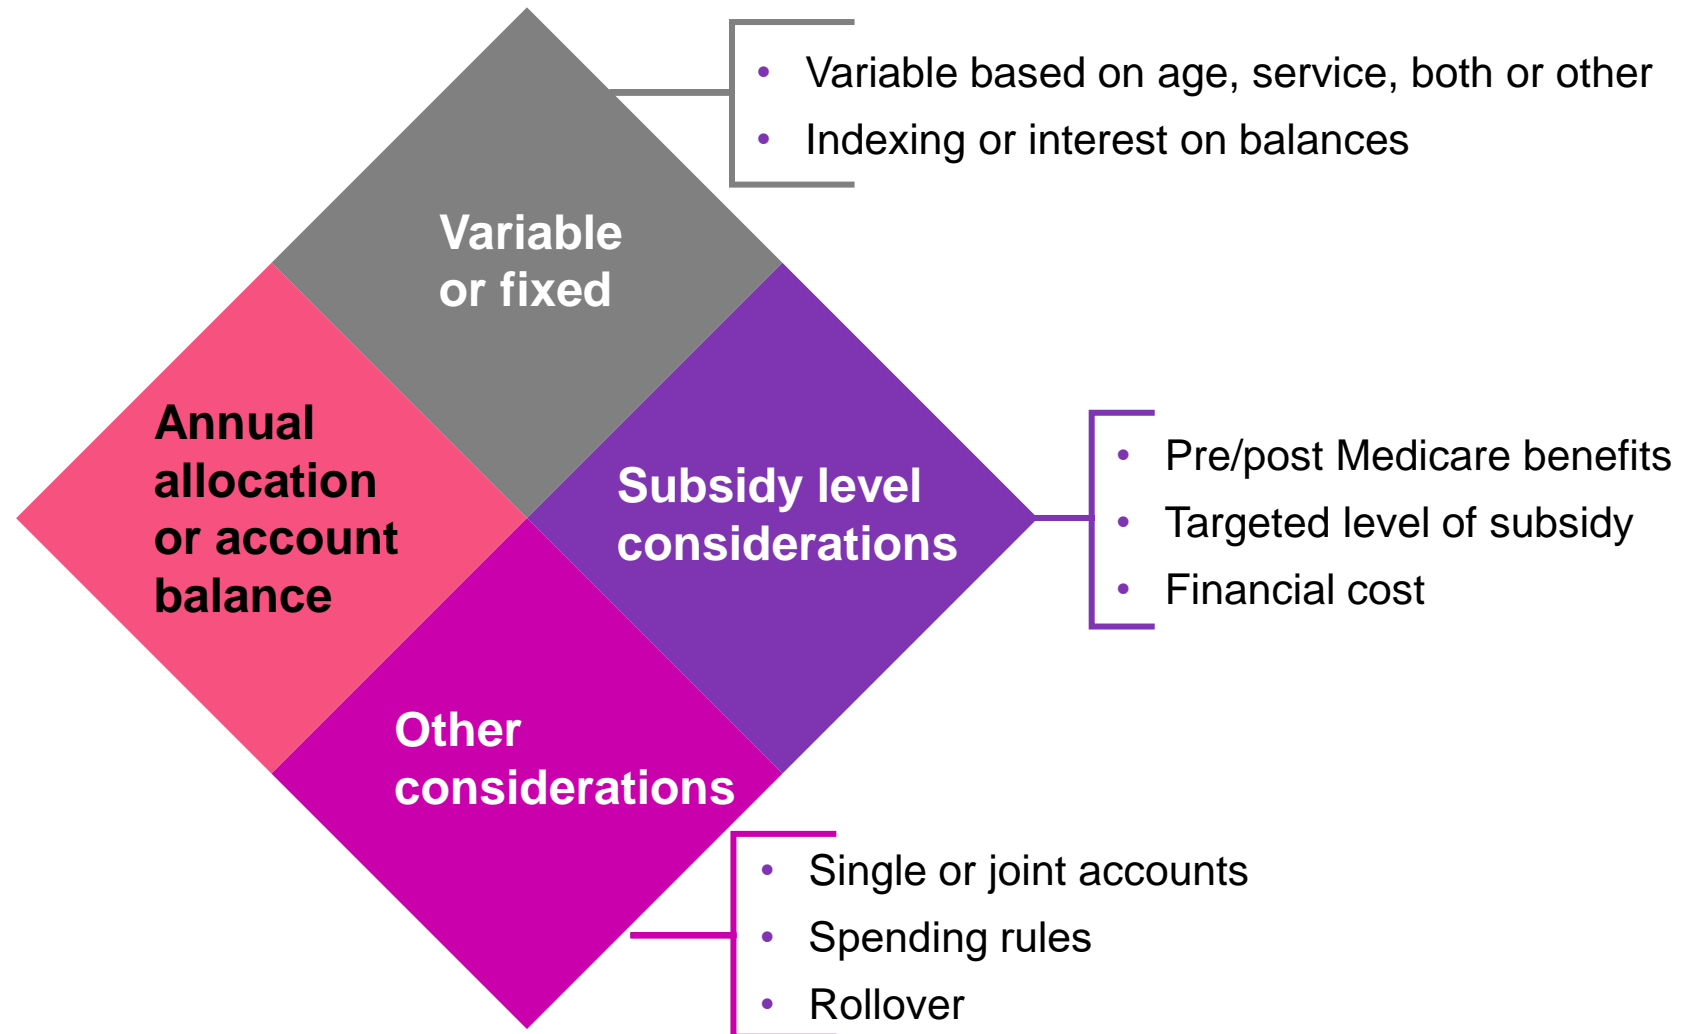 • Variable based on age, service, both or other
• Indexing or interest on balances
Variable
or fixed
Annual
allocation
or account
balance
Subsidy level
considerations
• Pre/post Medicare benefits
• Targeted level of subsidy
• Financial cost
Other
considerations
• Single or joint accounts
• Spending rules
• Rollover